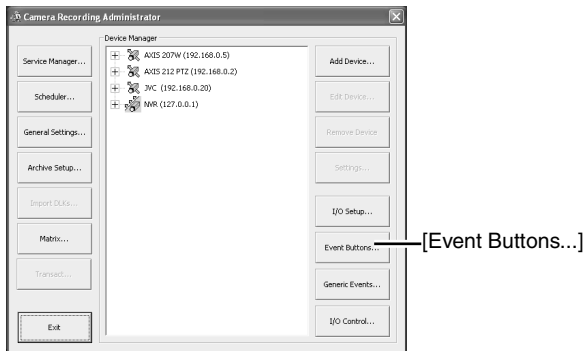 Camera Recording Administrator
Device Manager
Service Manager...
Scheduler...
General Settings...
Archive Setup...
Import DLKs...
Matrix...
Transact...
Exit
AXIS 207W (192.168.0.5)
AXIS 212 PTZ (192.168.0.2)
JVC (192.168.0.20)
NVR (127.0.0.1)
Add Device...
Edit Device...
Remove Device
Settings...
I/O Setup...
Event Buttons...
Generic Events...
I/O Control...
[Event Buttons...]